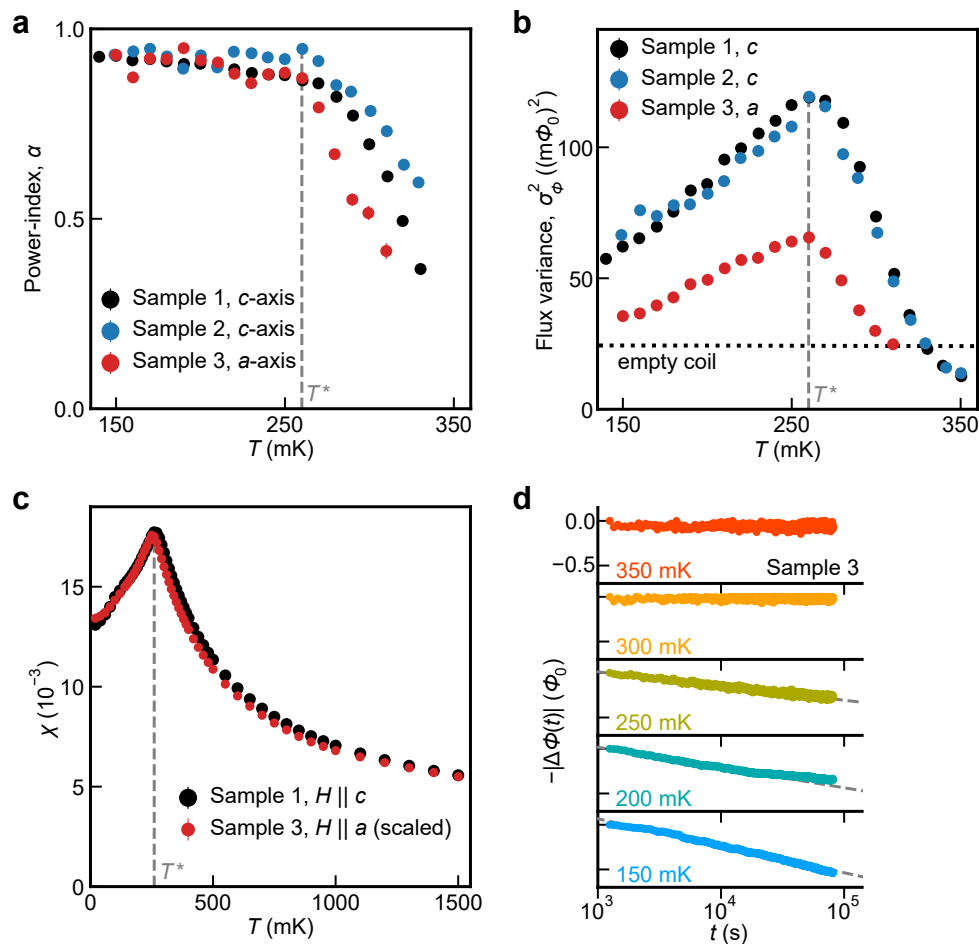 a
Power-index, α
1.0
0.5
0.0
Sample 1, c-axis
Sample 2, c-axis
Sample 3, a-axis
T*
150
250
350
T (mK)
b
Flux variance, σ²_Φ ((mΦ₀)²)
100
50
0
Sample 1, c
Sample 2, c
Sample 3, a
empty coil
T*
150
250
350
T (mK)
c
χ (10⁻³)
15
10
5
0
Sample 1, H || c
Sample 3, H || a (scaled)
T*
0
500
1000
1500
T (mK)
d
−|ΔΦ(t)| (Φ₀)
0.0
−0.5
350 mK
Sample 3
300 mK
250 mK
200 mK
150 mK
10³
10⁴
10⁵
t (s)